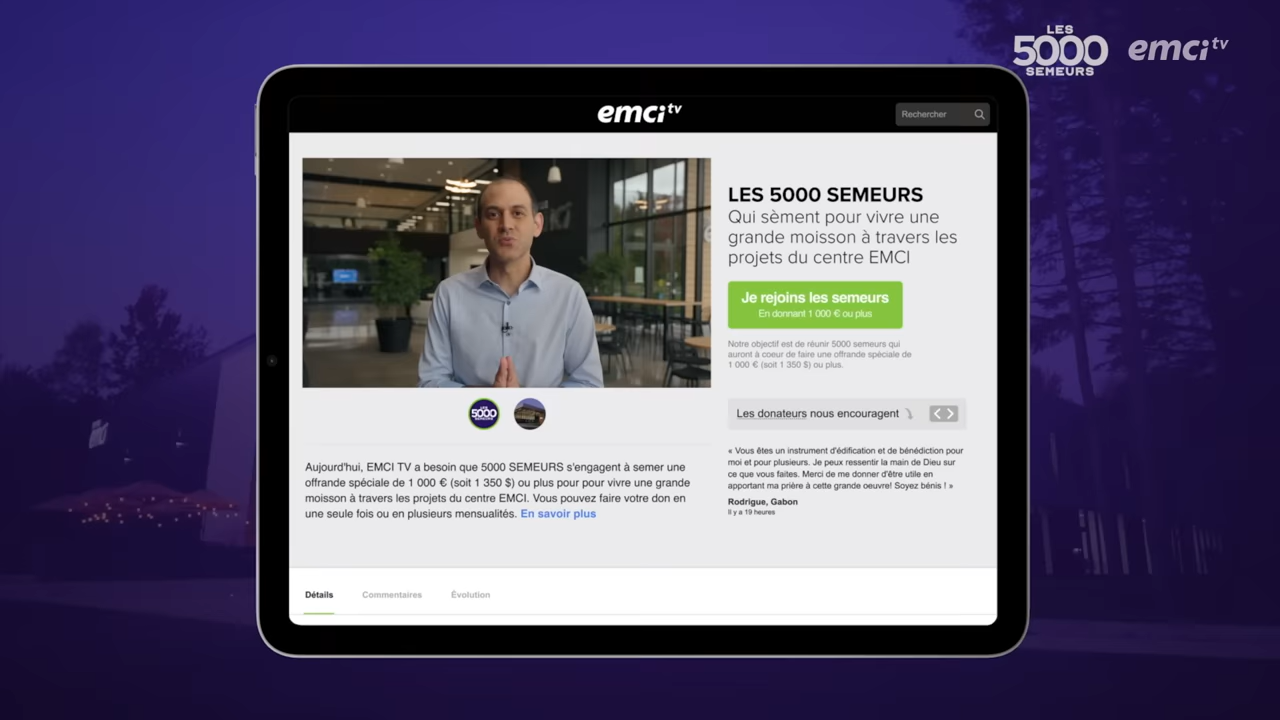 LES
5000
SEMEURS
emci tv
emci tv
Rechercher
LES 5000 SEMEURS
Qui sèment pour vivre une
grande moisson à travers les
projets du centre EMCI
Je rejoins les semeurs
En donnant 1 000 € ou plus
Notre objectif est de réunir 5000 semeurs qui
auront à coeur de faire une offrande spéciale de
1 000 € (soit 1 350 $) ou plus.
LES
5000
SEMEURS
Les donateurs nous encouragent
Aujourd'hui, EMCI TV a besoin que 5000 SEMEURS s'engagent à semer une
offrande spéciale de 1 000 € (soit 1 350 $) ou plus pour pour vivre une grande
moisson à travers les projets du centre EMCI. Vous pouvez faire votre don en
une seule fois ou en plusieurs mensualités. En savoir plus
« Vous êtes un instrument d'édification et de bénédiction pour
moi et pour plusieurs. Je peux ressentir la main de Dieu sur
ce que vous faites. Merci de me donner d'être utile en
apportant ma prière à cette grande oeuvre! Soyez bénis ! »
Rodrigue, Gabon
Il y a 19 heures
Détails Commentaires Évolution